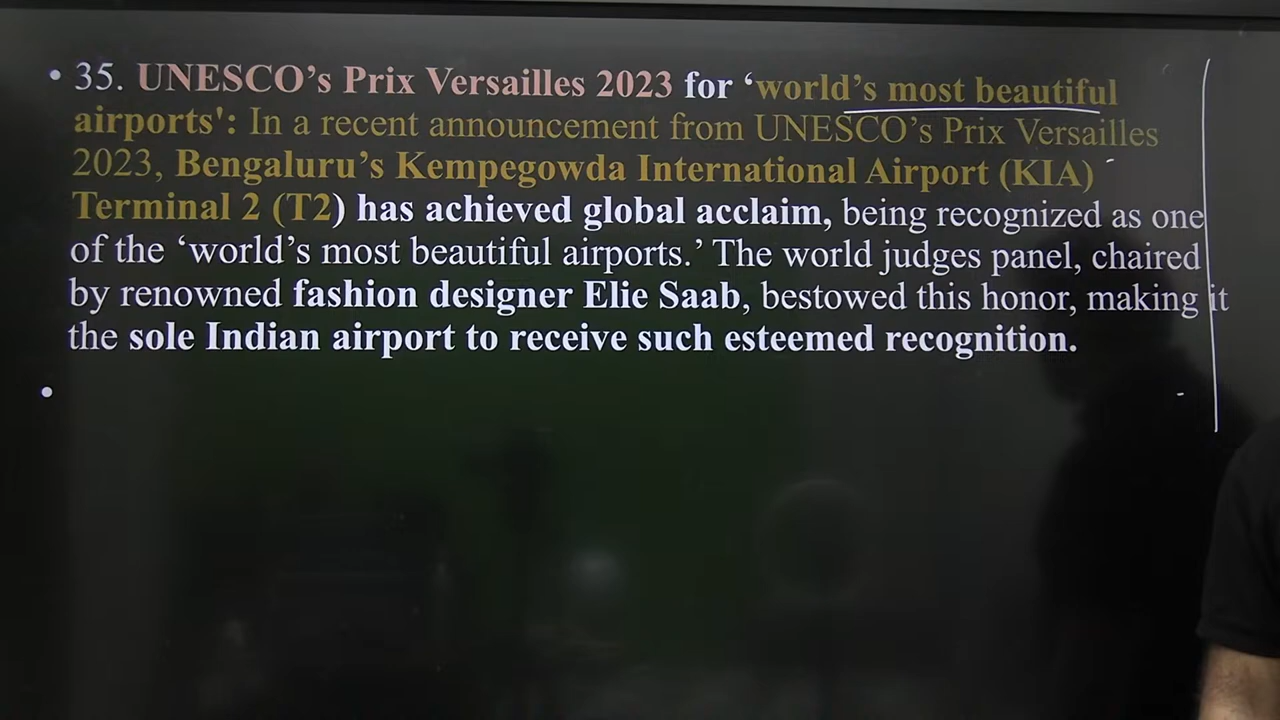 • 35. UNESCO’s Prix Versailles 2023 for ‘world’s most beautiful
airports': In a recent announcement from UNESCO’s Prix Versailles
2023, Bengaluru’s Kempegowda International Airport (KIA)
Terminal 2 (T2) has achieved global acclaim, being recognized as one
of the ‘world’s most beautiful airports.’ The world judges panel, chaired
by renowned fashion designer Elie Saab, bestowed this honor, making it
the sole Indian airport to receive such esteemed recognition.
•